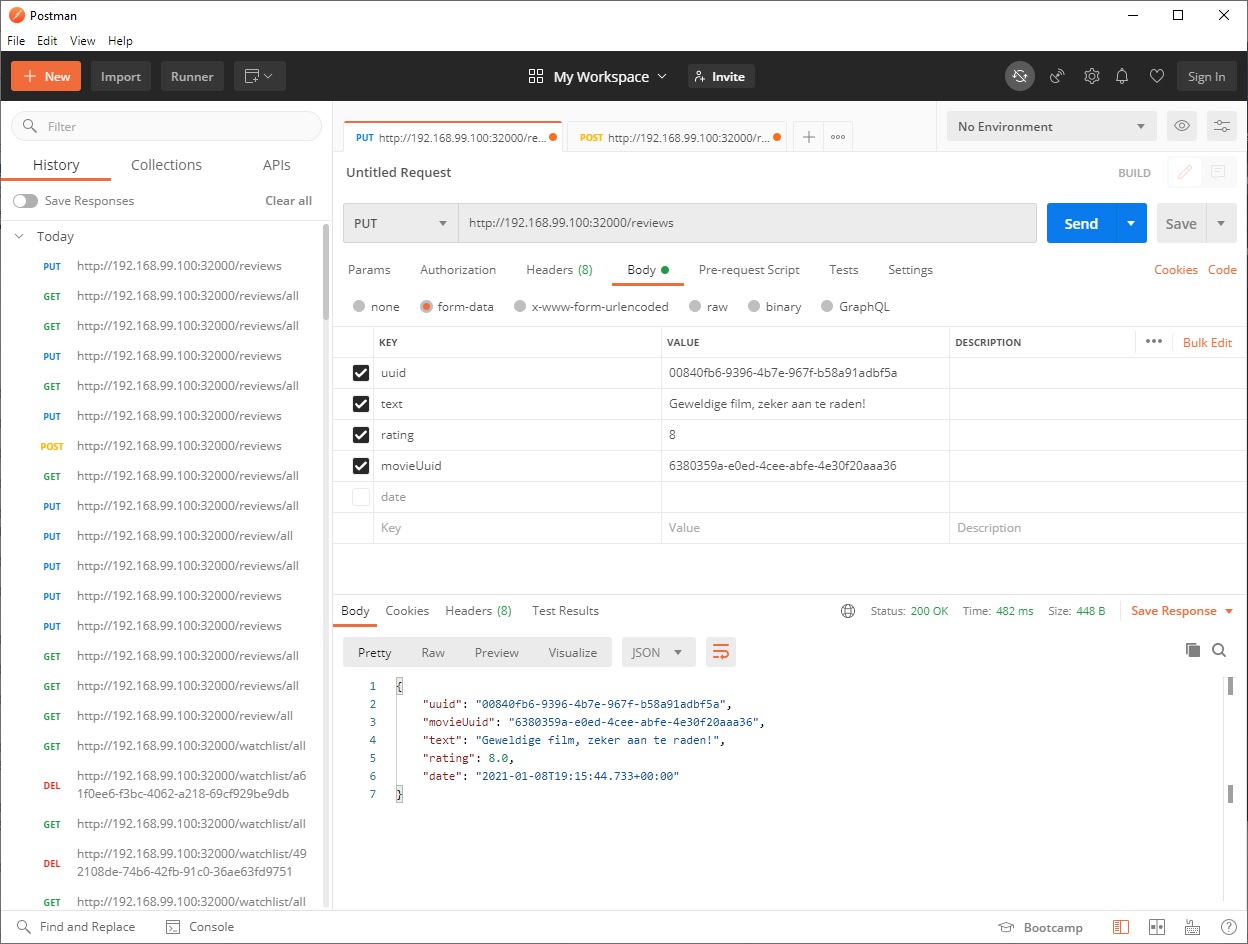 Postman
File Edit View Help
New Import Runner My Workspace Invite Sign In
Filter
History Collections APIs
Save Responses Clear all
Today
PUT http://192.168.99.100:32000/reviews
GET http://192.168.99.100:32000/reviews/all
GET http://192.168.99.100:32000/reviews/all
PUT http://192.168.99.100:32000/reviews
GET http://192.168.99.100:32000/reviews/all
PUT http://192.168.99.100:32000/reviews
POST http://192.168.99.100:32000/reviews
GET http://192.168.99.100:32000/reviews/all
PUT http://192.168.99.100:32000/reviews/all
PUT http://192.168.99.100:32000/review/all
PUT http://192.168.99.100:32000/reviews/all
PUT http://192.168.99.100:32000/reviews
PUT http://192.168.99.100:32000/reviews
GET http://192.168.99.100:32000/reviews/all
GET http://192.168.99.100:32000/reviews/all
GET http://192.168.99.100:32000/review/all
GET http://192.168.99.100:32000/watchlist/all
DEL http://192.168.99.100:32000/watchlist/a6
1f0ee6-f3bc-4062-a218-69cf929be9db
GET http://192.168.99.100:32000/watchlist/all
DEL http://192.168.99.100:32000/watchlist/49
2108de-74b6-42fb-91c0-36ae63fd9751
GET http://192.168.99.100:32000/watchlist/all
PUT http://192.168.99.100:32000/re... POST http://192.168.99.100:32000/r... No Environment
Untitled Request BUILD
PUT http://192.168.99.100:32000/reviews Send Save
Params Authorization Headers (8) Body Pre-request Script Tests Settings Cookies Code
none form-data x-www-form-urlencoded raw binary GraphQL
KEY VALUE DESCRIPTION Bulk Edit
uuid 00840fb6-9396-4b7e-967f-b58a91adbf5a
text Geweldige film, zeker aan te raden!
rating 8
movieUuid 6380359a-e0ed-4cee-abfe-4e30f20aaa36
date
Key Value Description
Body Cookies Headers (8) Test Results Status: 200 OK Time: 482 ms Size: 448 B Save Response
Pretty Raw Preview Visualize JSON
1 {
2 "uuid": "00840fb6-9396-4b7e-967f-b58a91adbf5a",
3 "movieUuid": "6380359a-e0ed-4cee-abfe-4e30f20aaa36",
4 "text": "Geweldige film, zeker aan te raden!",
5 "rating": 8.0,
6 "date": "2021-01-08T19:15:44.733+00:00"
7 }
Find and Replace Console Bootcamp